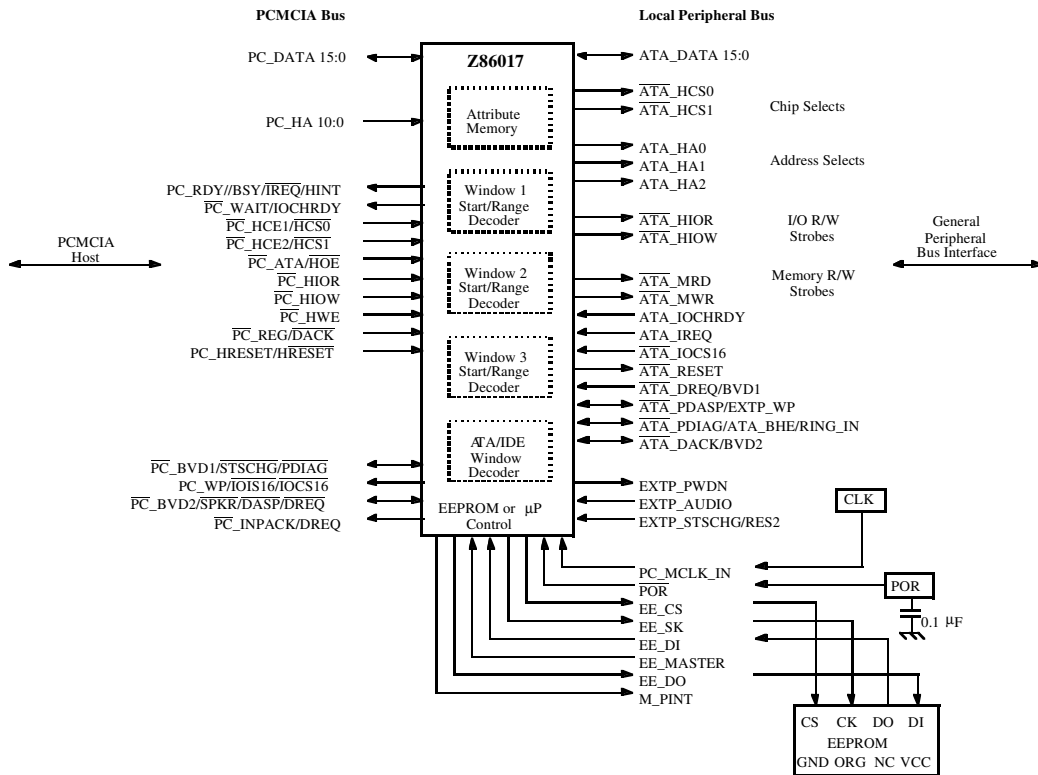 PCMCIA Bus
Local Peripheral Bus
PC_DATA 15:0
Z86017
ATA_DATA 15:0
ATA_HCS0
ATA_HCS1
Chip Selects
Attribute
Memory
PC_HA 10:0
ATA_HA0
ATA_HA1
Address Selects
ATA_HA2
PC_RDY//BSY/IREQ/HINT
PC_WAIT/IOCHRDY
PC_HCE1/HCS0
PC_HCE2/HCS1
PC_ATA/HOE
PC_HIOR
PC_HIOW
PC_HWE
PC_REG/DACK
PC_HRESET/HRESET
Window 1
Start/Range
Decoder
ATA_HIOR
ATA_HIOW
I/O R/W
Strobes
PCMCIA
Host
General
Peripheral
Bus Interface
Window 2
Start/Range
Decoder
ATA_MRD
ATA_MWR
Memory R/W
Strobes
ATA_IOCHRDY
ATA_IREQ
ATA_IOCS16
ATA_RESET
ATA_DREQ/BVD1
ATA_PDASP/EXTP_WP
ATA_PDIAG/ATA_BHE/RING_IN
ATA_DACK/BVD2
Window 3
Start/Range
Decoder
ATA/IDE
Window
Decoder
PC_BVD1/STSCHG/PDIAG
PC_WP/IOIS16/IOCS16
PC_BVD2/SPKR/DASP/DREQ
PC_INPACK/DREQ
EEPROM or µP
Control
EXTP_PWDN
EXTP_AUDIO
EXTP_STSCHG/RES2
CLK
PC_MCLK_IN
POR
POR
0.1 µF
EE_CS
EE_SK
EE_DI
EE_MASTER
EE_DO
M_PINT
CS CK DO DI
EEPROM
GND ORG NC VCC